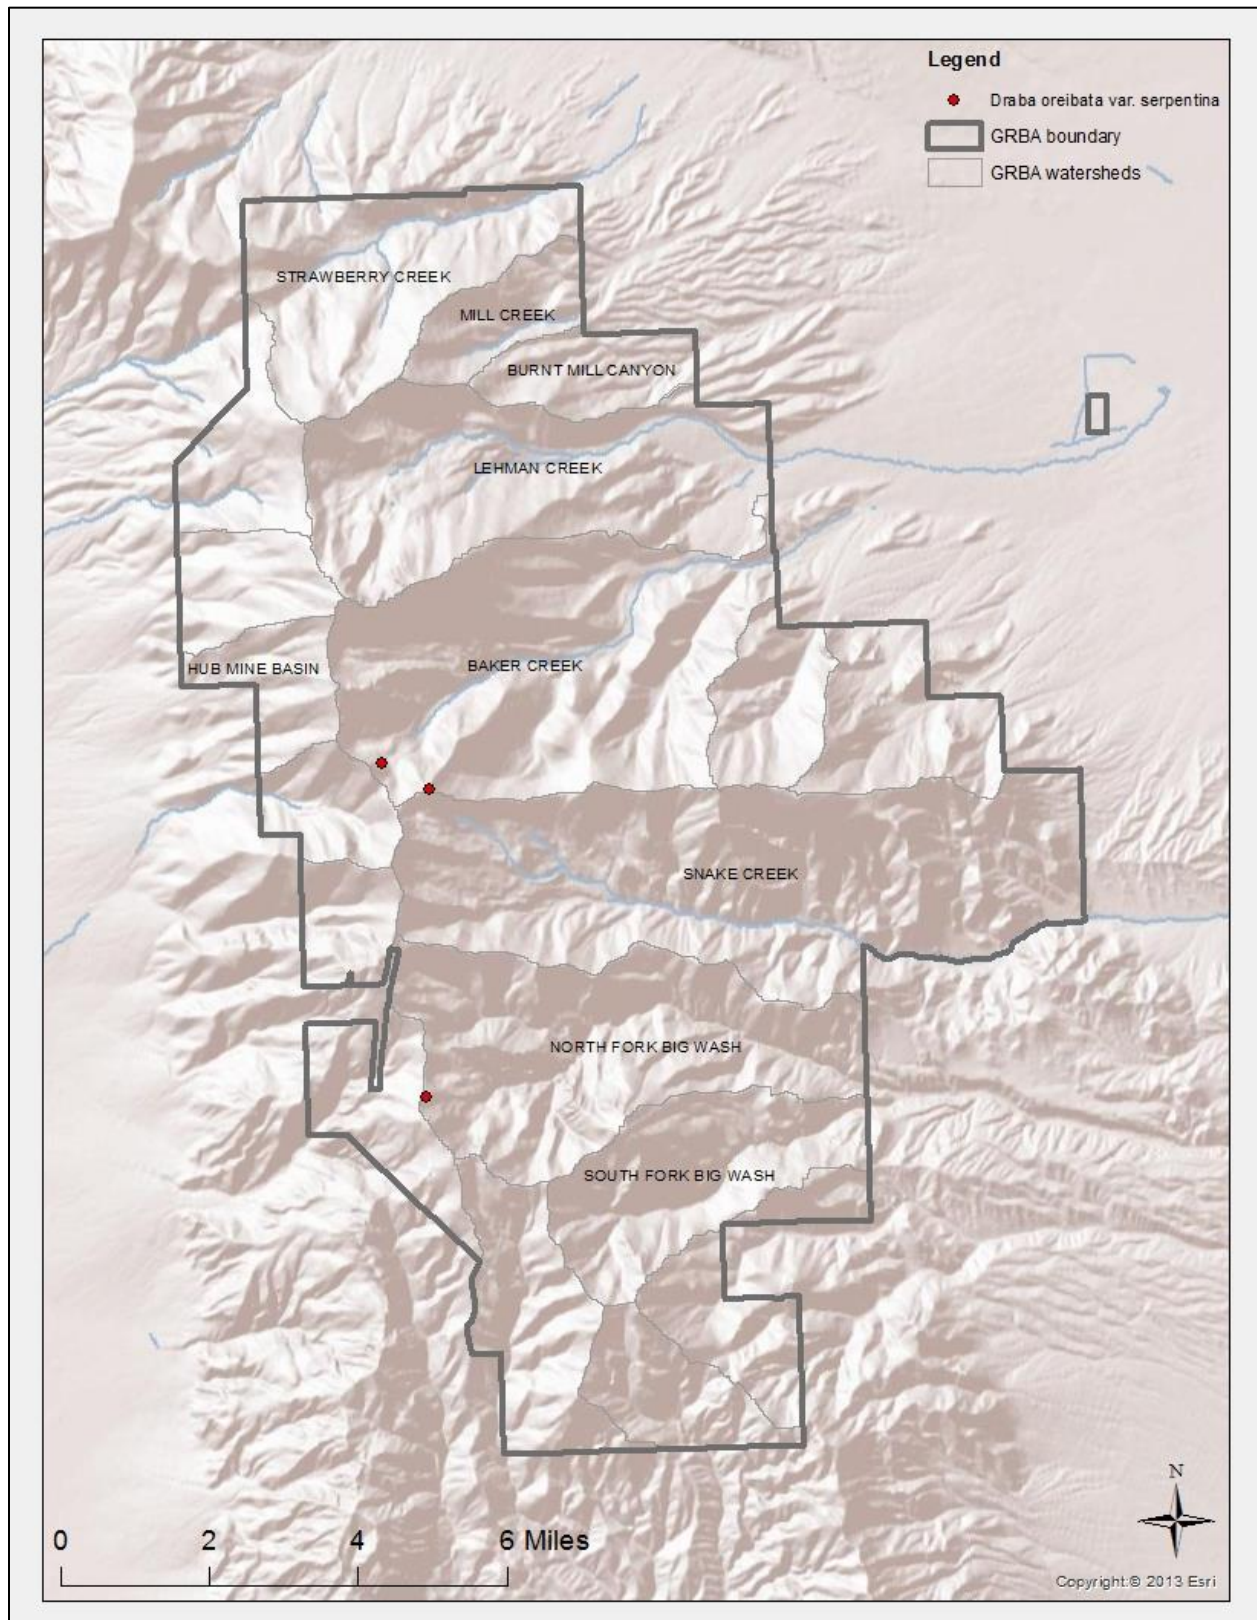 Legend
Draba oreibata var. serpentina
GRBA boundary
GRBA watersheds
STRAWBERRY CREEK
MILL CREEK
BURNT MILL CANYON
LEHMAN CREEK
HUB MINE BASIN
BAKER CREEK
SNAKE CREEK
NORTH FORK BIG WASH
SOUTH FORK BIG WASH
N
0 2 4 6 Miles
Copyright:© 2013 Esri